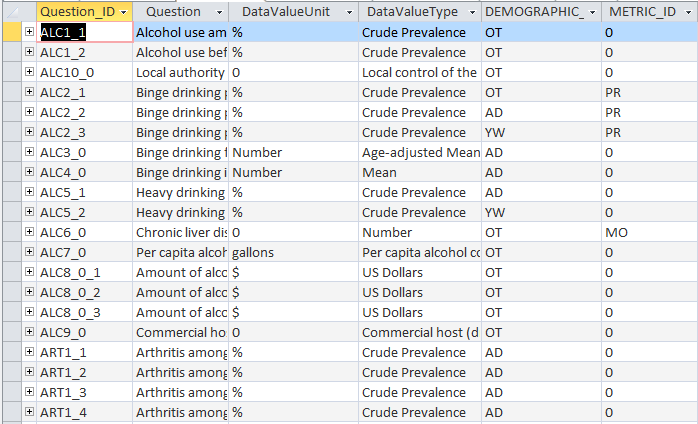 Question_ID Question DataValueUnit DataValueType DEMOGRAPHIC_ METRIC_ID
ALC1_1 Alcohol use am % Crude Prevalence OT 0
ALC1_2 Alcohol use bef % Crude Prevalence OT 0
ALC10_0 Local authority 0 Local control of the OT 0
ALC2_1 Binge drinking p % Crude Prevalence OT PR
ALC2_2 Binge drinking p % Crude Prevalence AD PR
ALC2_3 Binge drinking p % Crude Prevalence YW PR
ALC3_0 Binge drinking f Number Age-adjusted Mean AD 0
ALC4_0 Binge drinking i Number Mean AD 0
ALC5_1 Heavy drinking % Crude Prevalence AD 0
ALC5_2 Heavy drinking % Crude Prevalence YW 0
ALC6_0 Chronic liver dis 0 Number OT MO
ALC7_0 Per capita alcoh gallons Per capita alcohol co OT 0
ALC8_0_1 Amount of alco $ US Dollars OT 0
ALC8_0_2 Amount of alco $ US Dollars OT 0
ALC8_0_3 Amount of alco $ US Dollars OT 0
ALC9_0 Commercial ho 0 Commercial host (d OT 0
ART1_1 Arthritis among % Crude Prevalence AD 0
ART1_2 Arthritis among % Crude Prevalence AD 0
ART1_3 Arthritis among % Crude Prevalence AD 0
ART1_4 Arthritis among % Crude Prevalence AD 0